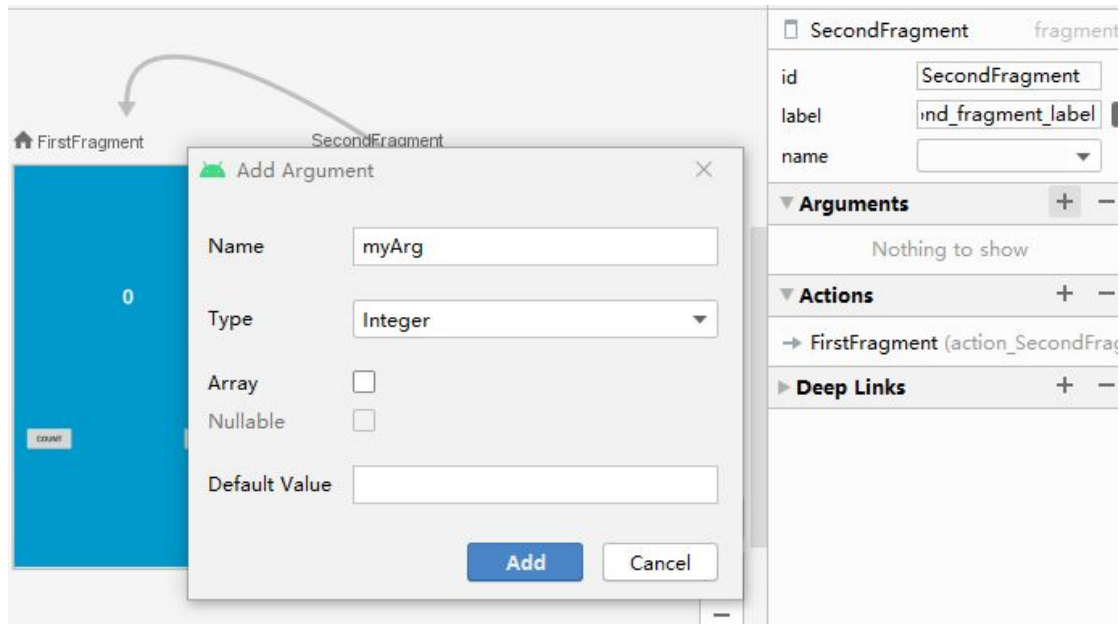 SecondFragment fragment
id SecondFragment
label nd_fragment_label
name
FirstFragment
SecondFragment
Add Argument
Name myArg
Type Integer
Array
Nullable
Default Value
Add Cancel
0
COUNT
Arguments
Nothing to show
Actions
FirstFragment (action_SecondFrag
Deep Links